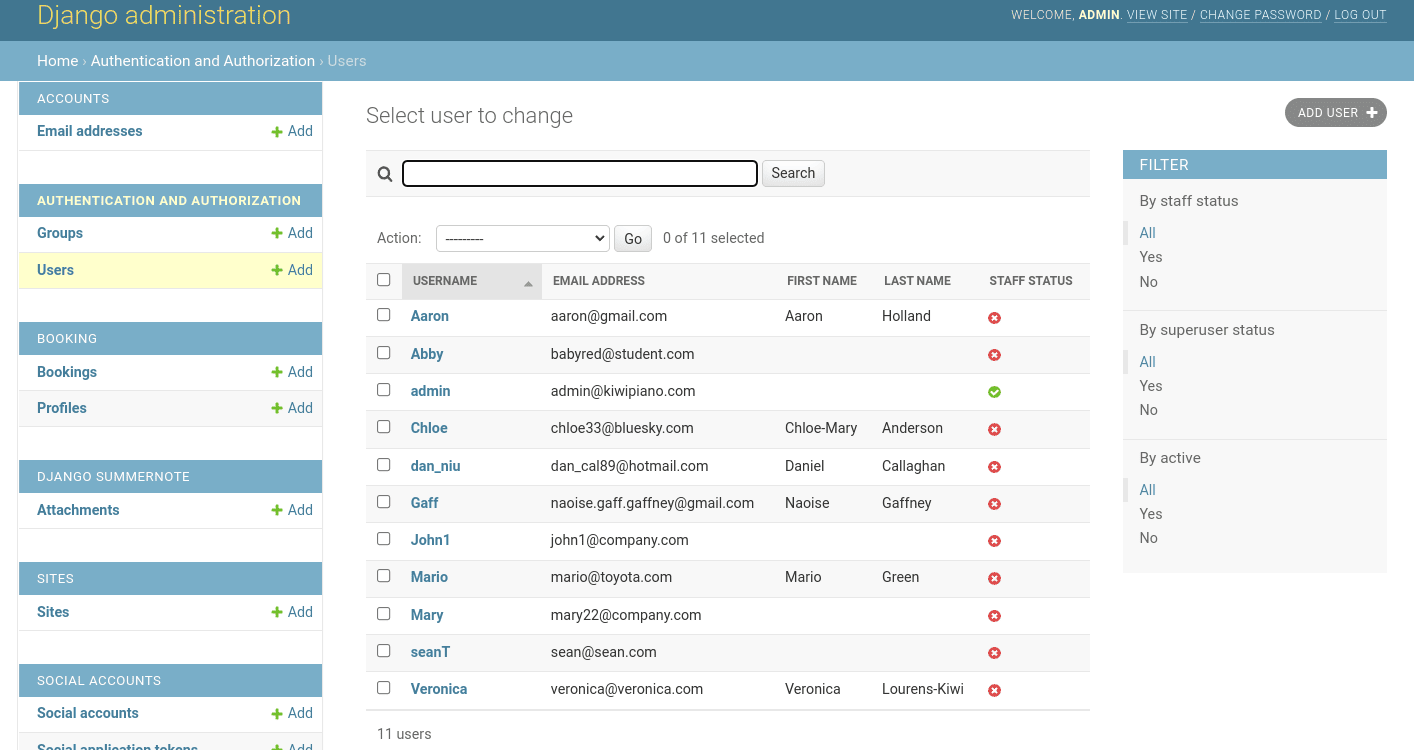 Django administration
WELCOME, ADMIN. VIEW SITE / CHANGE PASSWORD / LOG OUT
Home › Authentication and Authorization › Users
ACCOUNTS
Email addresses Add
AUTHENTICATION AND AUTHORIZATION
Groups Add
Users Add
BOOKING
Bookings Add
Profiles Add
DJANGO SUMMERNOTE
Attachments Add
SITES
Sites Add
SOCIAL ACCOUNTS
Social accounts Add
Social application tokens Add
Select user to change
ADD USER
Search
Action: --------- Go 0 of 11 selected
USERNAME EMAIL ADDRESS FIRST NAME LAST NAME STAFF STATUS
Aaron aaron@gmail.com Aaron Holland
Abby babyred@student.com
admin admin@kiwipiano.com
Chloe chloe33@bluesky.com Chloe-Mary Anderson
dan_niu dan_cal89@hotmail.com Daniel Callaghan
Gaff naoise.gaff.gaffney@gmail.com Naoise Gaffney
John1 john1@company.com
Mario mario@toyota.com Mario Green
Mary mary22@company.com
seanT sean@sean.com
Veronica veronica@veronica.com Veronica Lourens-Kiwi
11 users
FILTER
By staff status
All
Yes
No
By superuser status
All
Yes
No
By active
All
Yes
No